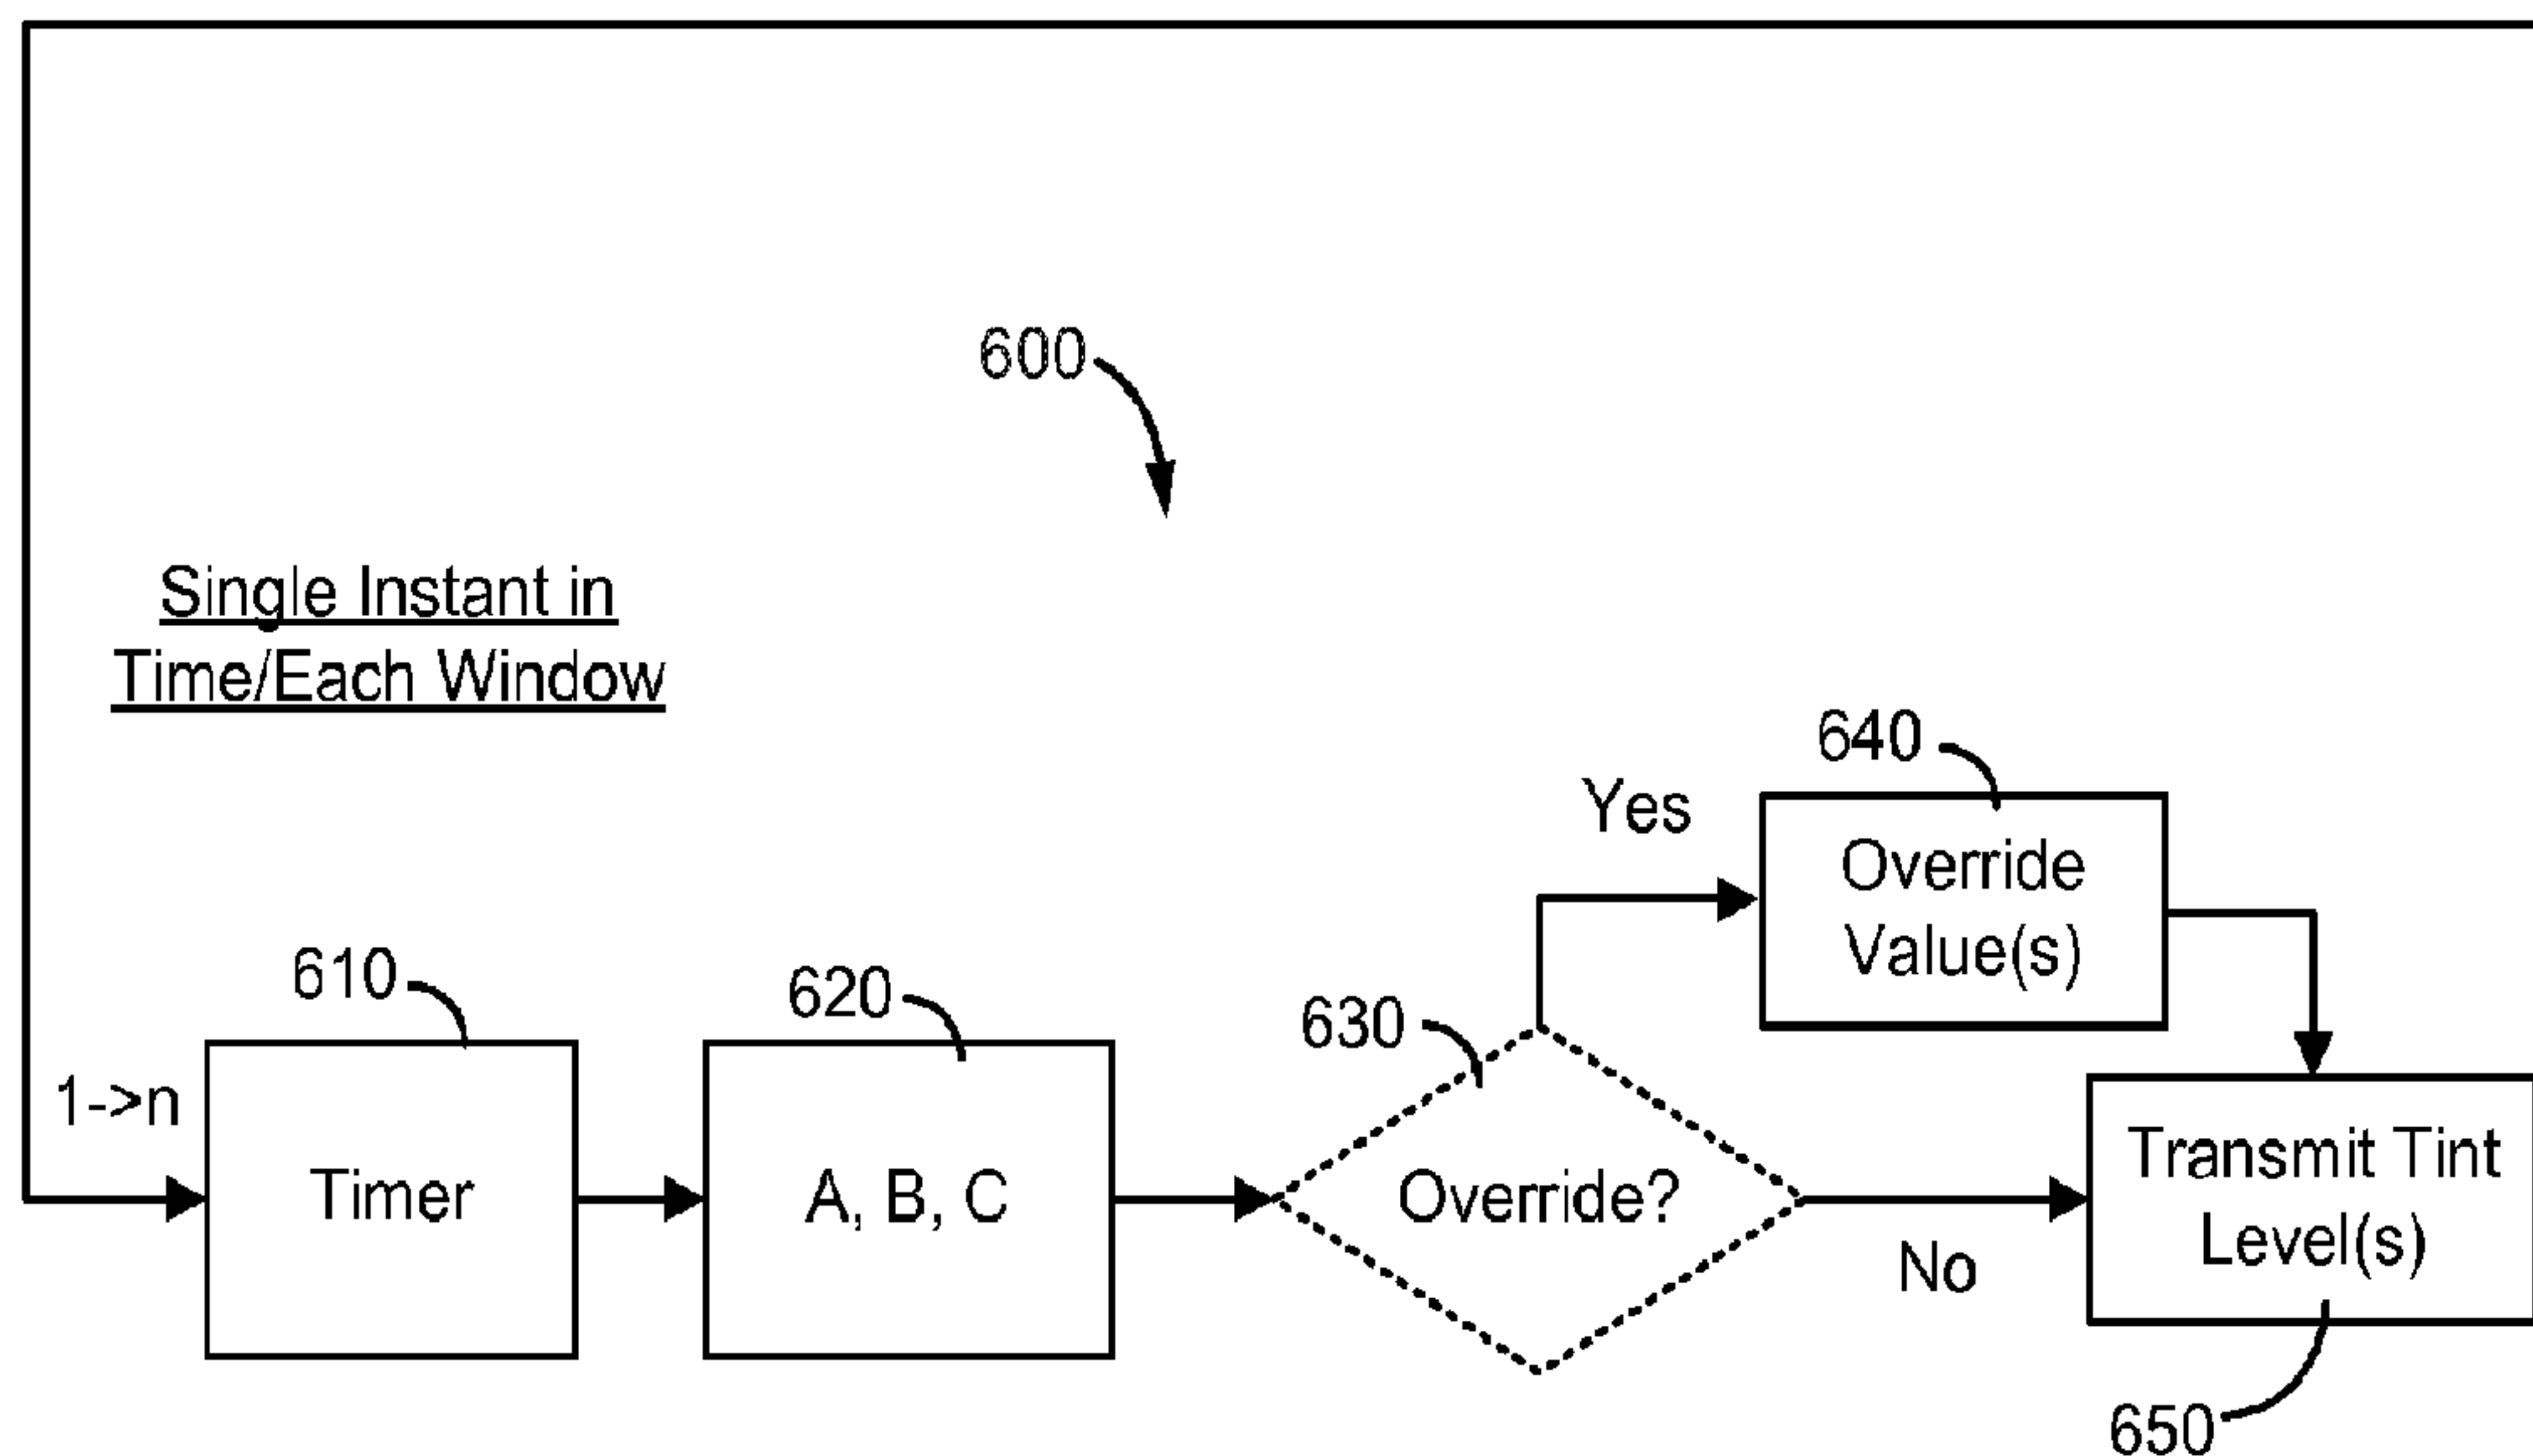 600
Single Instant in
Time/Each Window
640
Yes
Override
Value(s)
610
620
630
1->n
Timer
A, B, C
Override?
Transmit Tint
Level(s)
No
650